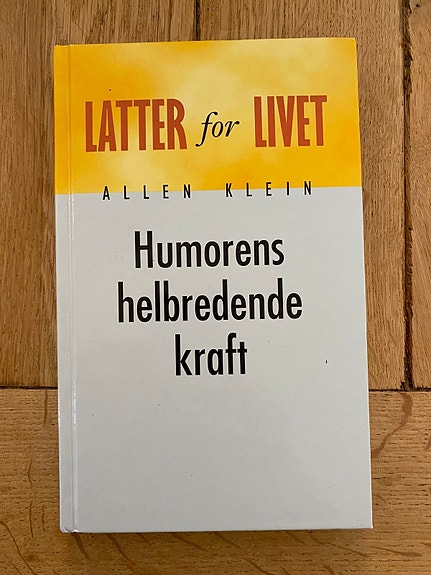 LATTER for LIVET
ALLEN KLEIN
Humorens
helbredende
kraft